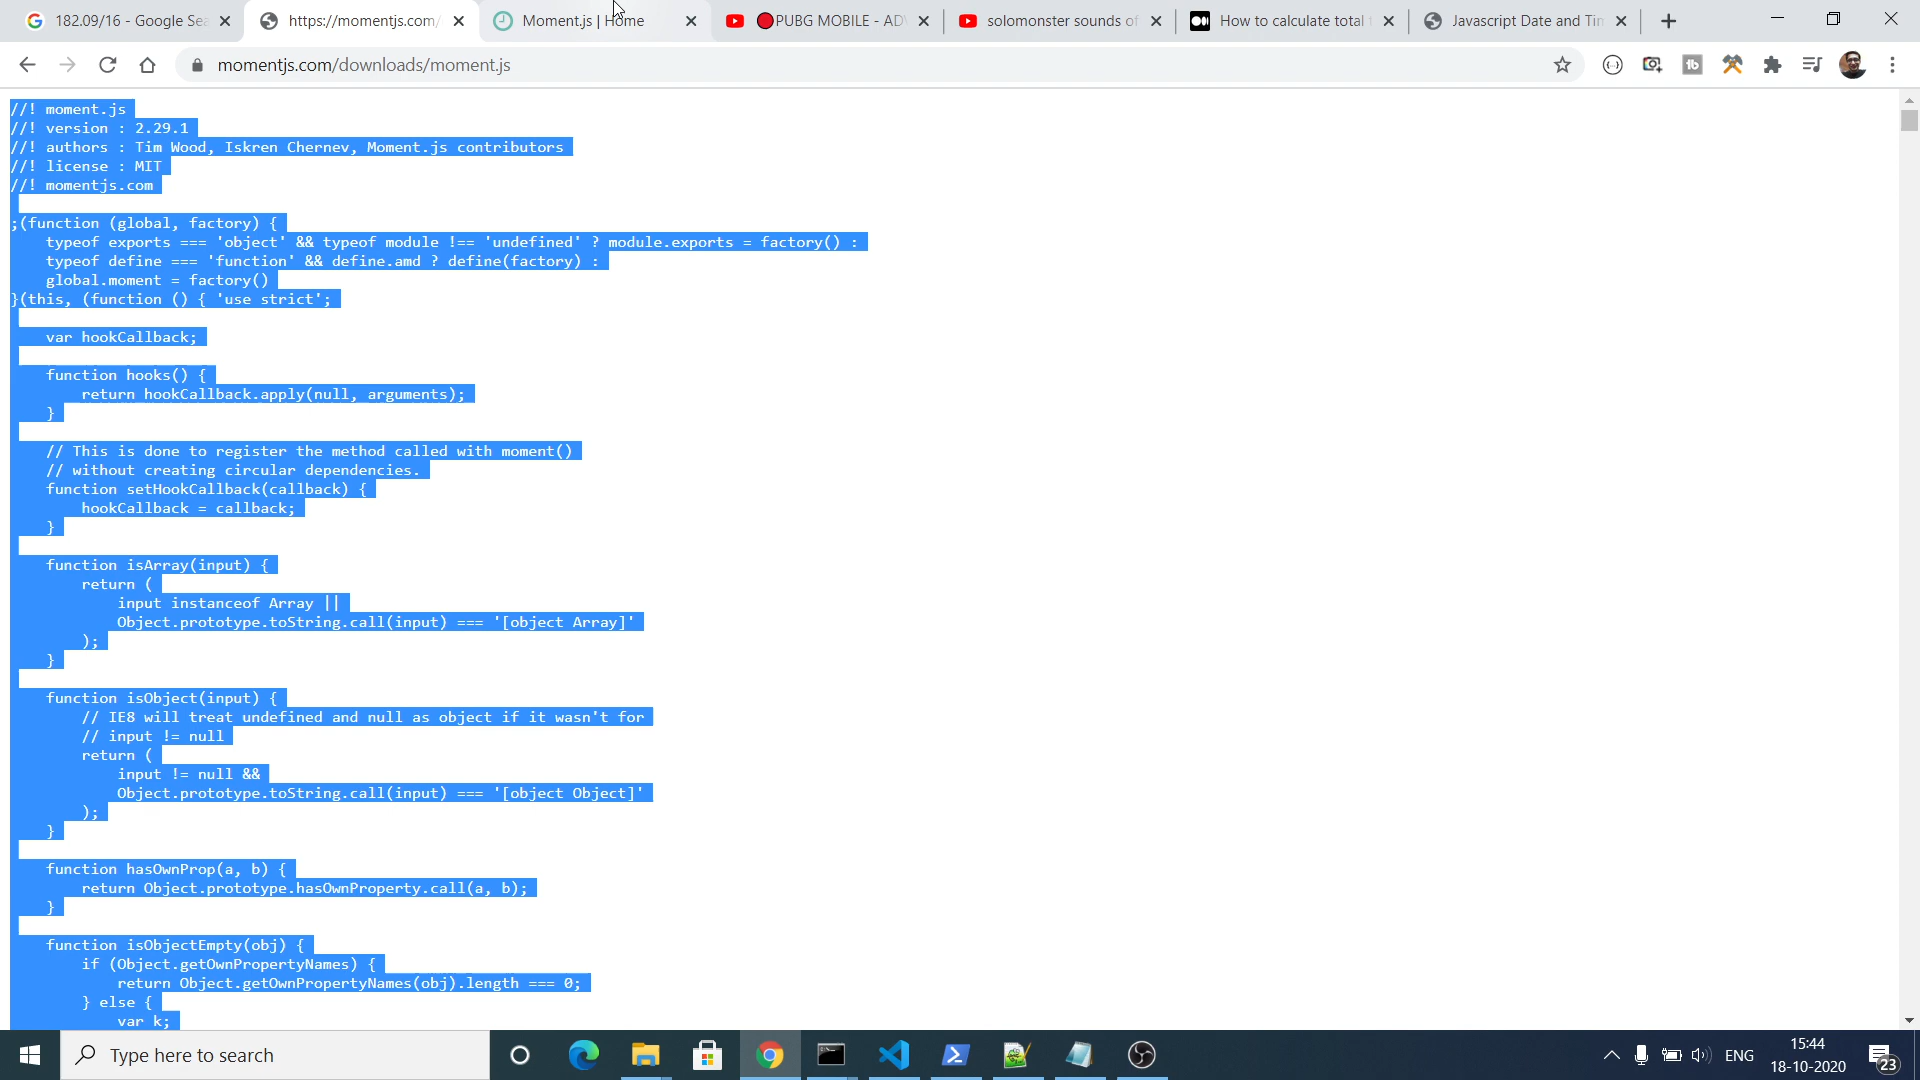 182.09/16 - Google Sea
https://momentjs.com/
Moment.js | Home
PUBG MOBILE - AD
solomonster sounds of
How to calculate total
Javascript Date and Tin
momentjs.com/downloads/moment.js
//! moment.js
//! version : 2.29.1
//! authors : Tim Wood, Iskren Chernev, Moment.js contributors
//! license : MIT
//! momentjs.com
;(function (global, factory) {
typeof exports === 'object' && typeof module !== 'undefined' ? module.exports = factory() :
typeof define === 'function' && define.amd ? define(factory) :
global.moment = factory()
}(this, (function () { 'use strict';
var hookCallback;
function hooks() {
return hookCallback.apply(null, arguments);
}
// This is done to register the method called with moment()
// without creating circular dependencies.
function setHookCallback(callback) {
hookCallback = callback;
}
function isArray(input) {
return (
input instanceof Array ||
Object.prototype.toString.call(input) === '[object Array]'
);
}
function isObject(input) {
// IE8 will treat undefined and null as object if it wasn't for
// input != null
return (
input != null &&
Object.prototype.toString.call(input) === '[object Object]'
);
}
function hasOwnProp(a, b) {
return Object.prototype.hasOwnProperty.call(a, b);
}
function isObjectEmpty(obj) {
if (Object.getOwnPropertyNames) {
return Object.getOwnPropertyNames(obj).length === 0;
} else {
var k;
Type here to search
ENG
15:44
18-10-2020
23